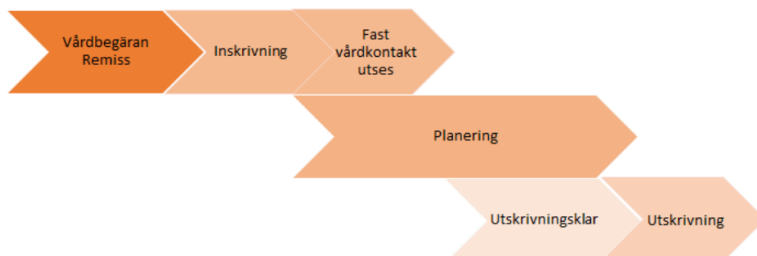 Vårdbegäran
Remiss
Inskrivning
Fast
vårdkontakt
utses
Planering
Utskrivningsklar
Utskrivning